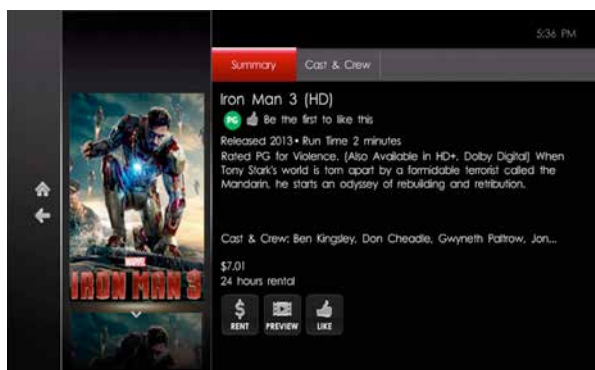 5:36 PM
Summary
Cast & Crew
Iron Man 3 (HD)
PG
Be the first to like this
Released 2013• Run Time 2 minutes
Rated PG for Violence. (Also Available in HD+, Dolby Digital) When
Tony Stark's world is torn apart by a formidable terrorist called the
Mandarin, he starts an odyssey of rebuilding and retribution.
Cast & Crew: Ben Kingsley, Don Cheadle, Gwyneth Paltrow, Jon...
$7.01
24 hours rental
$
RENT
PREVIEW
LIKE
MARVEL
IRON MAN 3